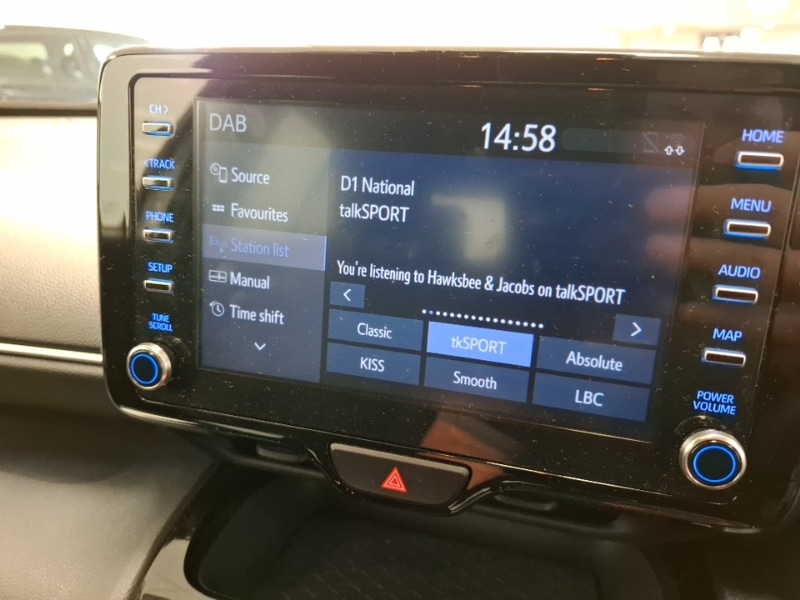 DAB
14:58
CH >
< TRACK
PHONE
SETUP
TUNE
SCROLL
Source
Favourites
Station list
Manual
Time shift
D1 National
talkSPORT
You're listening to Hawksbee & Jacobs on talkSPORT
<
>
Classic
tkSPORT
Absolute
KISS
Smooth
LBC
HOME
MENU
AUDIO
MAP
POWER
VOLUME